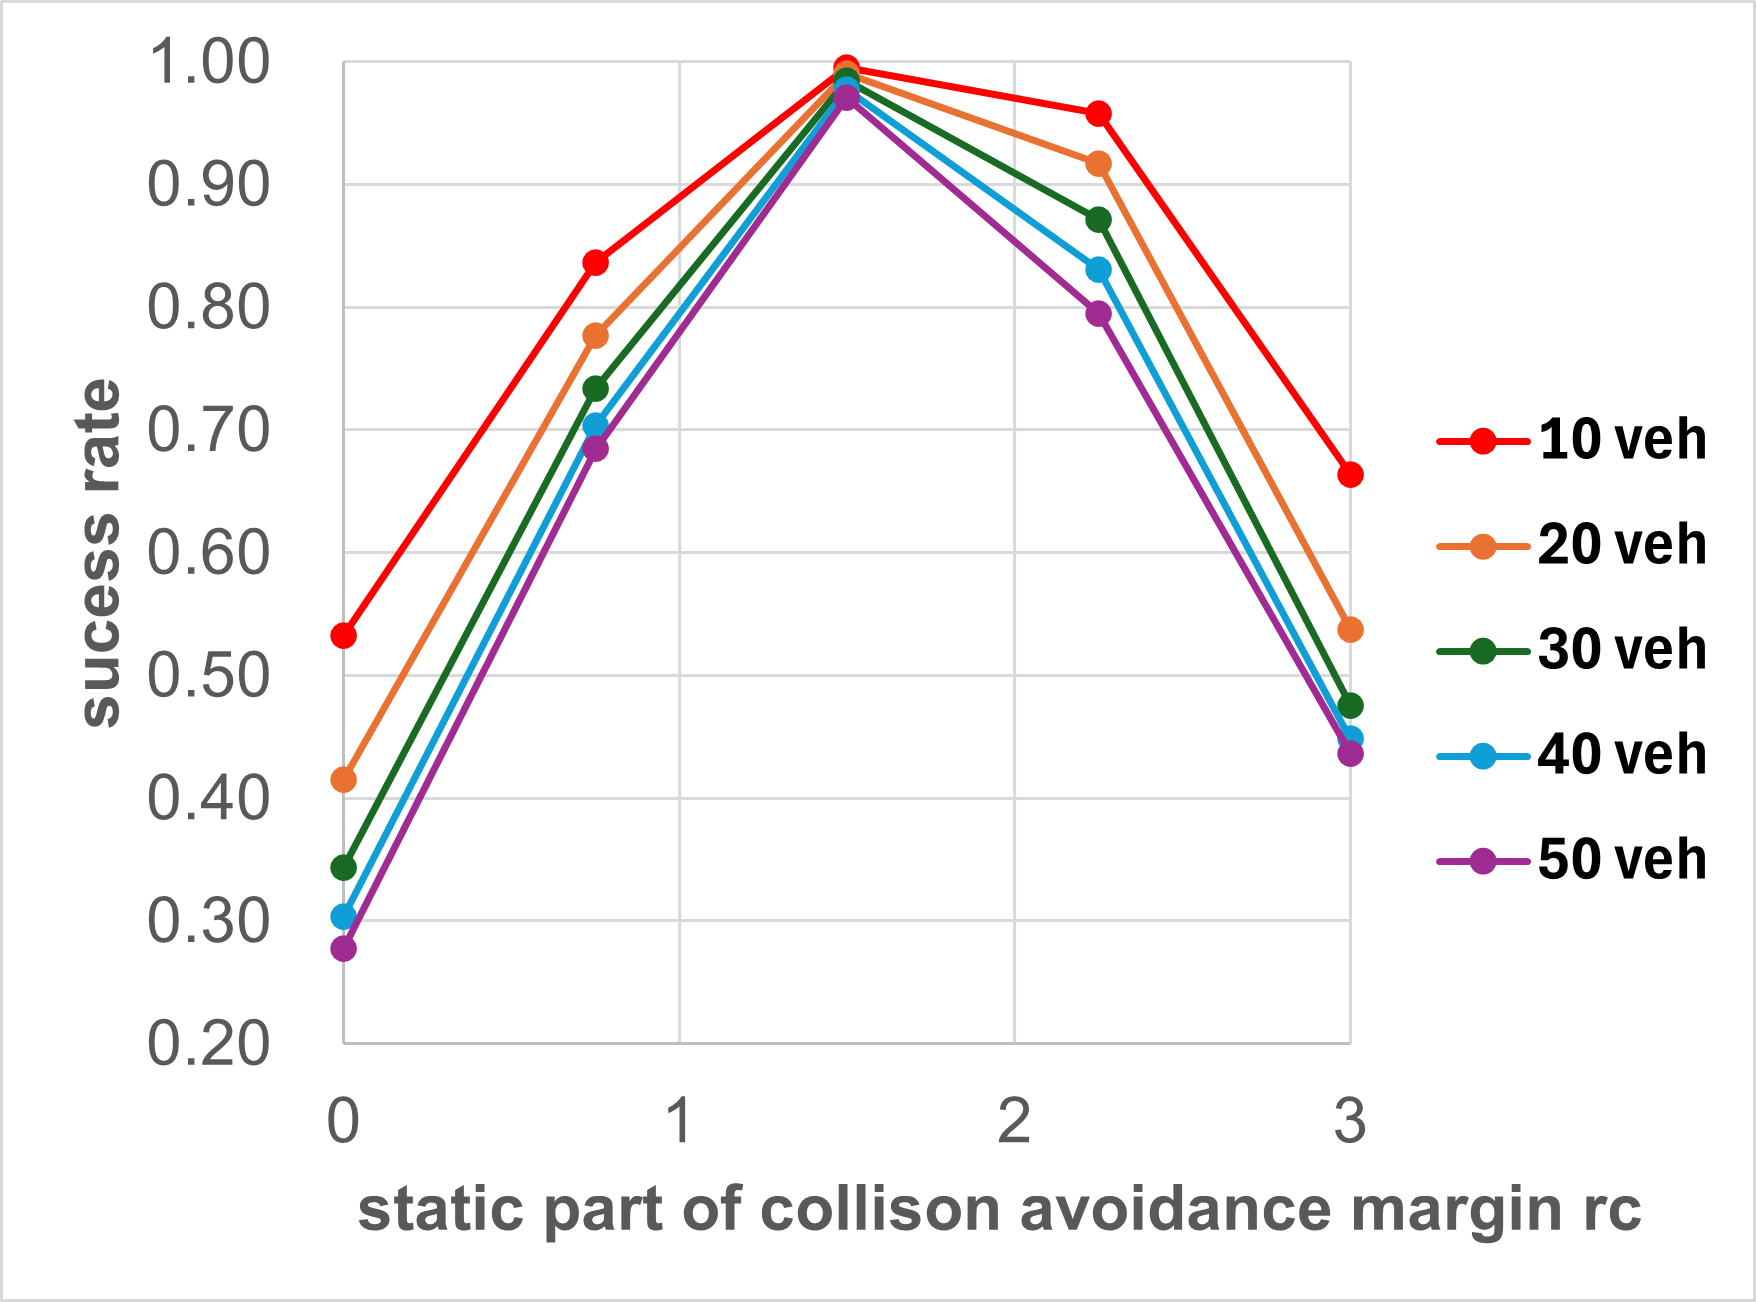 1.00
0.90
0.80
0.70
0.60
0.50
0.40
0.30
0.20
sucess rate
0 1 2 3
static part of collison avoidance margin rc
10 veh
20 veh
30 veh
40 veh
50 veh